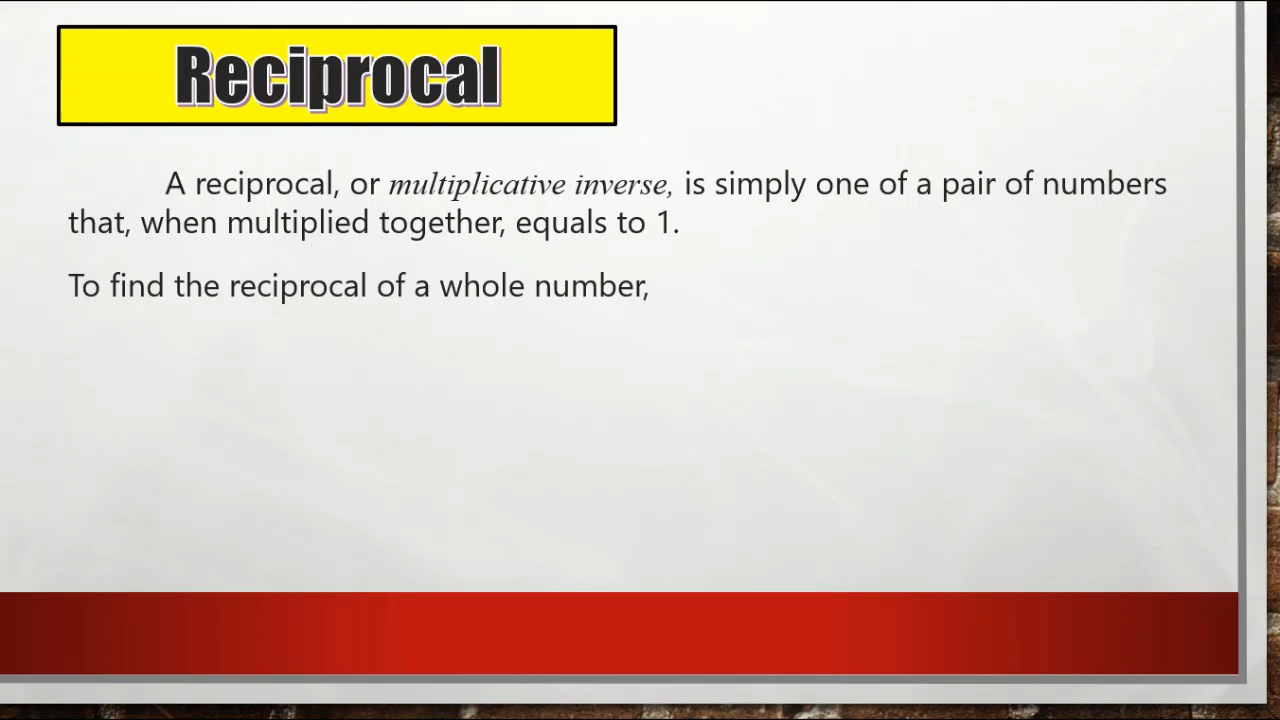 Reciprocal
A reciprocal, or multiplicative inverse, is simply one of a pair of numbers
that, when multiplied together, equals to 1.
To find the reciprocal of a whole number,